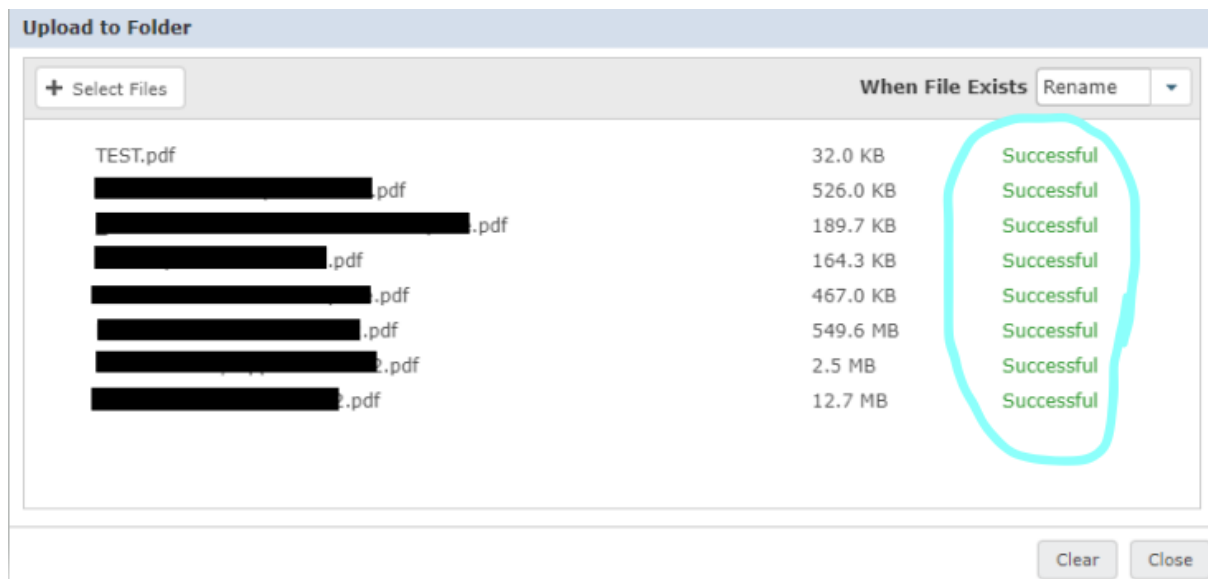 Upload to Folder
+ Select Files When File Exists Rename
TEST.pdf 32.0 KB Successful
.pdf 526.0 KB Successful
.pdf 189.7 KB Successful
.pdf 164.3 KB Successful
.pdf 467.0 KB Successful
.pdf 549.6 MB Successful
2.pdf 2.5 MB Successful
2.pdf 12.7 MB Successful
Clear Close